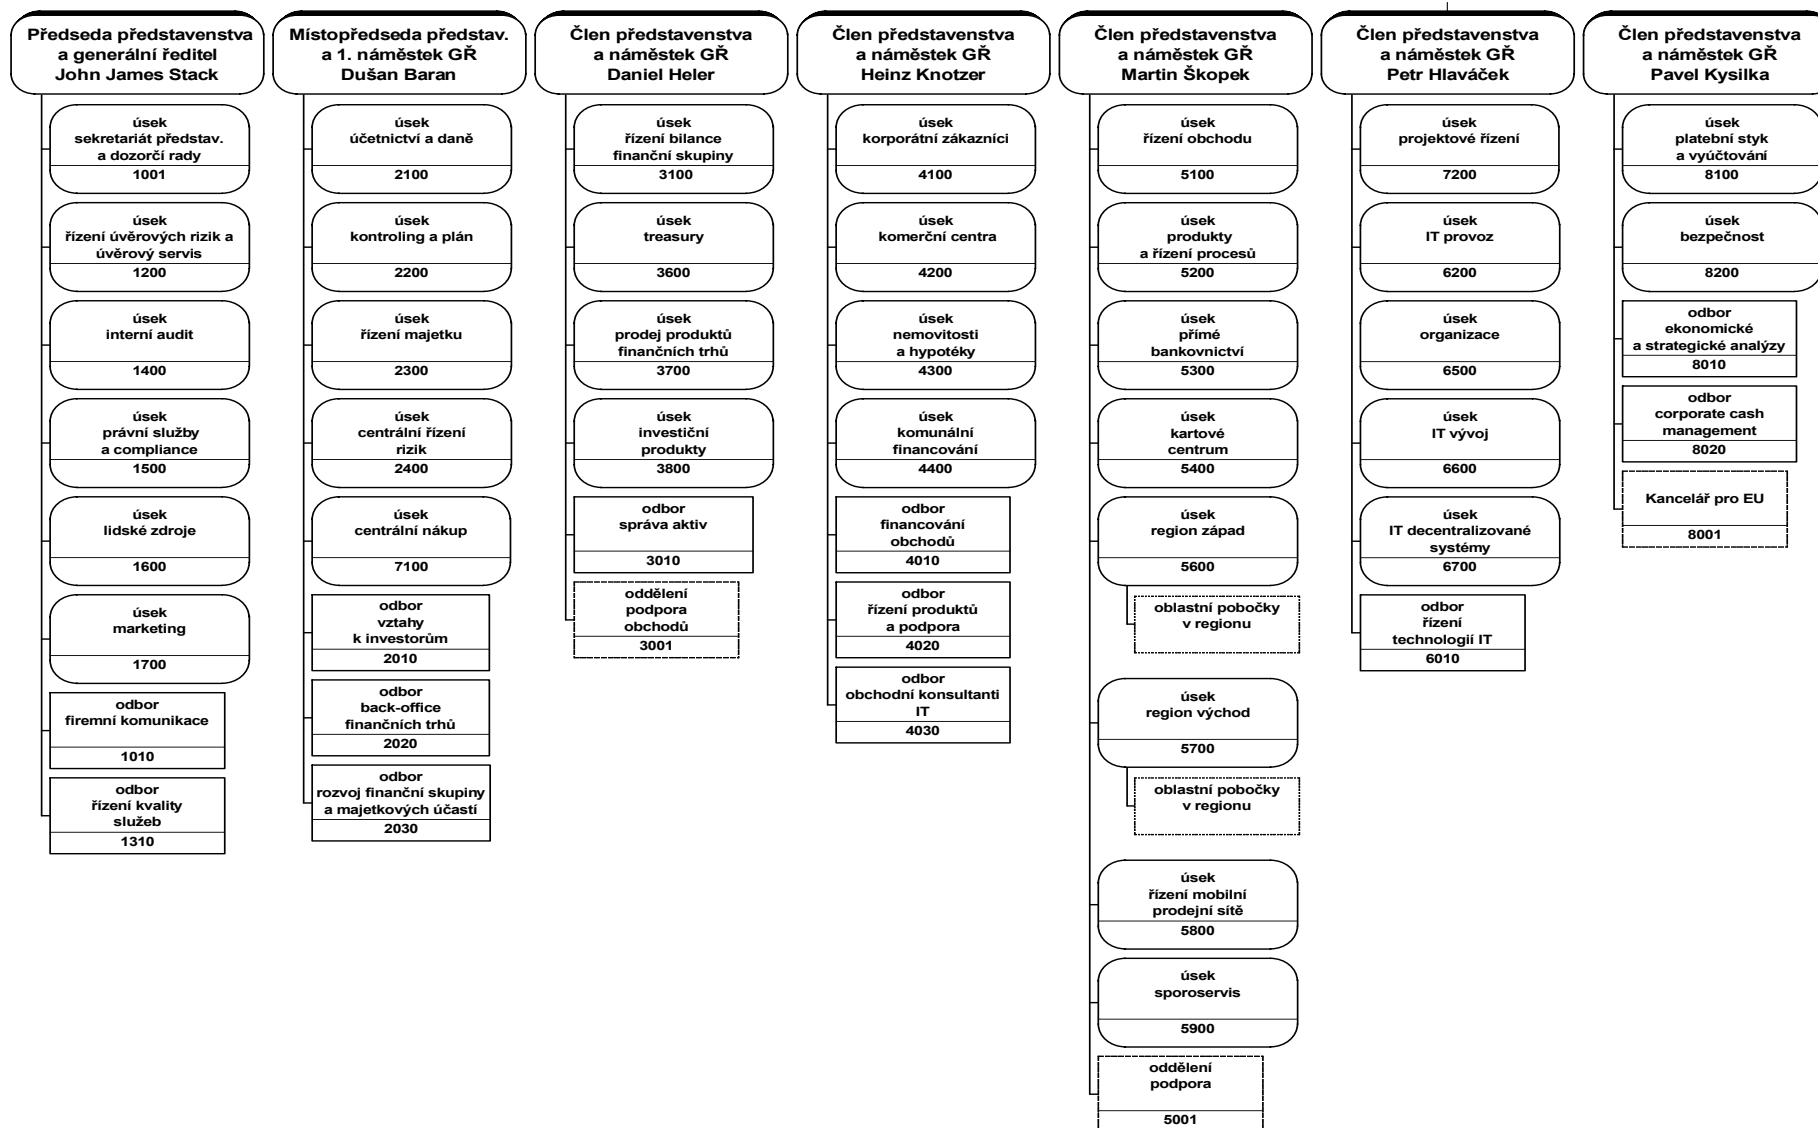 Předseda představenstva
a generální ředitel
John James Stack
úsek
sekretariát představ.
a dozorčí rady
1001
úsek
řízení úvěrových rizik a
úvěrový servis
1200
úsek
interní audit
1400
úsek
právní služby
a compliance
1500
úsek
lidské zdroje
1600
úsek
marketing
1700
odbor
firemní komunikace
1010
odbor
řízení kvality
služeb
1310
Místopředseda představ.
a 1. náměstek GŘ
Dušan Baran
úsek
účetnictví a daně
2100
úsek
kontroling a plán
2200
úsek
řízení majetku
2300
úsek
centrální řízení
rizik
2400
úsek
centrální nákup
7100
odbor
vztahy
k investorům
2010
odbor
back-office
finančních trhů
2020
odbor
rozvoj finanční skupiny
a majetkových účastí
2030
Člen představenstva
a náměstek GŘ
Daniel Heler
úsek
řízení bilance
finanční skupiny
3100
úsek
treasury
3600
úsek
prodej produktů
finančních trhů
3700
úsek
investiční
produkty
3800
odbor
správa aktiv
3010
oddělení
podpora
obchodů
3001
Člen představenstva
a náměstek GŘ
Heinz Knotzer
úsek
korporátní zákazníci
4100
úsek
komerční centra
4200
úsek
nemovitosti
a hypotéky
4300
úsek
komunální
financování
4400
odbor
financování
obchodů
4010
odbor
řízení produktů
a podpora
4020
odbor
obchodní konsultanti
IT
4030
Člen představenstva
a náměstek GŘ
Martin Škopek
úsek
řízení obchodu
5100
úsek
produkty
a řízení procesů
5200
úsek
přímé
bankovnictví
5300
úsek
kartové
centrum
5400
úsek
region západ
5600
oblastní pobočky
v regionu
úsek
region východ
5700
oblastní pobočky
v regionu
úsek
řízení mobilní
prodejní sítě
5800
úsek
sporoservis
5900
oddělení
podpora
5001
Člen představenstva
a náměstek GŘ
Petr Hlaváček
úsek
projektové řízení
7200
úsek
IT provoz
6200
úsek
organizace
6500
úsek
IT vývoj
6600
úsek
IT decentralizované
systémy
6700
odbor
řízení
technologií IT
6010
Člen představenstva
a náměstek GŘ
Pavel Kysilka
úsek
platební styk
a vyúčtování
8100
úsek
bezpečnost
8200
odbor
ekonomické
a strategické analýzy
8010
odbor
corporate cash
management
8020
Kancelář pro EU
8001